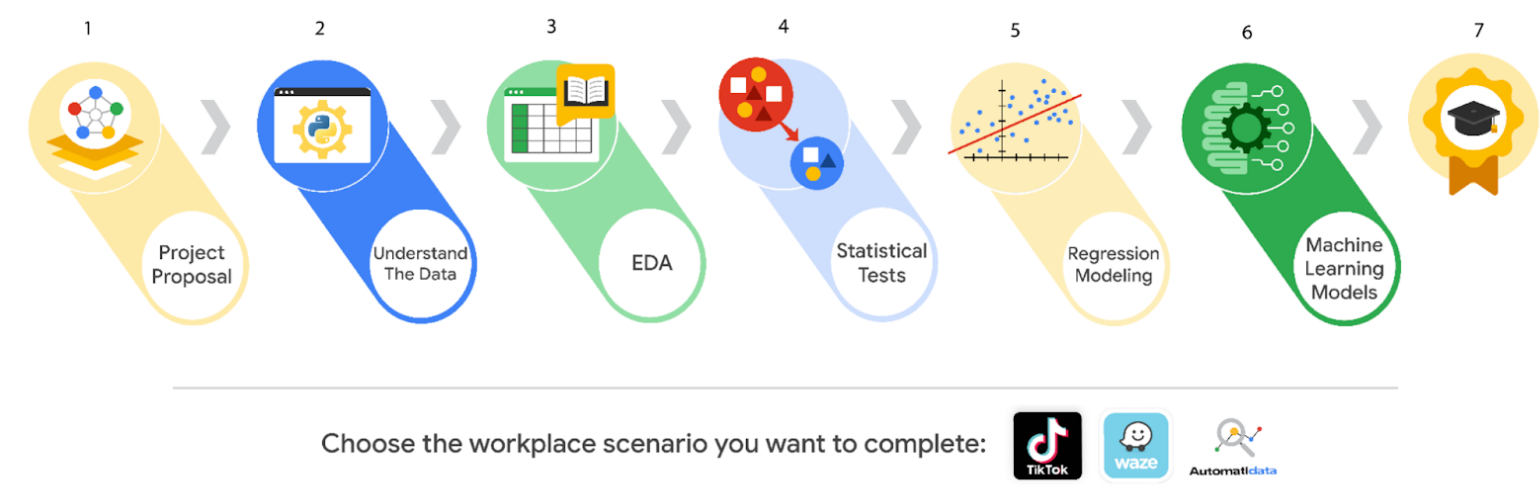 1
2
3
4
5
6
7
Project
Proposal
Understand
The Data
EDA
Statistical
Tests
Regression
Modeling
Machine
Learning
Models
Choose the workplace scenario you want to complete:
TikTok
waze
Automatidata